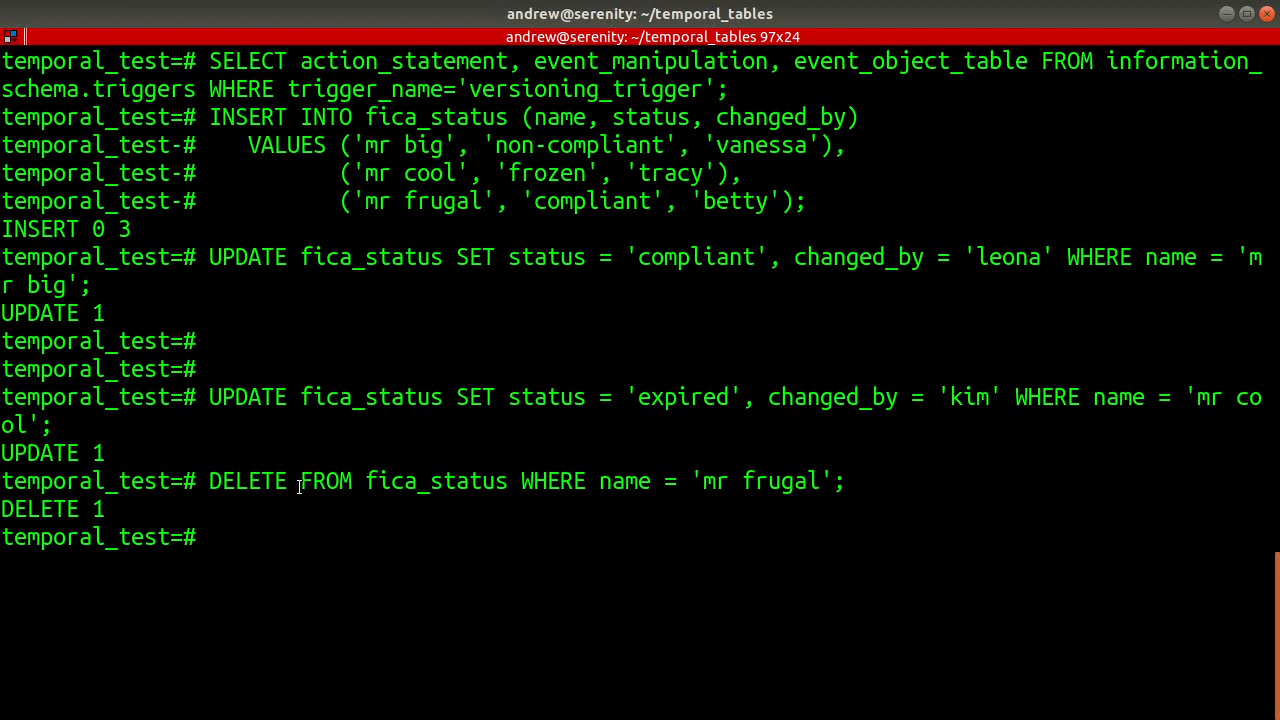 andrew@serenity: ~/temporal_tables
andrew@serenity: ~/temporal_tables 97x24
temporal_test=# SELECT action_statement, event_manipulation, event_object_table FROM information_
schema.triggers WHERE trigger_name='versioning_trigger';
temporal_test=# INSERT INTO fica_status (name, status, changed_by)
temporal_test-#    VALUES ('mr big', 'non-compliant', 'vanessa'),
temporal_test-#           ('mr cool', 'frozen', 'tracy'),
temporal_test-#           ('mr frugal', 'compliant', 'betty');
INSERT 0 3
temporal_test=# UPDATE fica_status SET status = 'compliant', changed_by = 'leona' WHERE name = 'm
r big';
UPDATE 1
temporal_test=#
temporal_test=#
temporal_test=# UPDATE fica_status SET status = 'expired', changed_by = 'kim' WHERE name = 'mr co
ol';
UPDATE 1
temporal_test=# DELETE FROM fica_status WHERE name = 'mr frugal';
DELETE 1
temporal_test=#